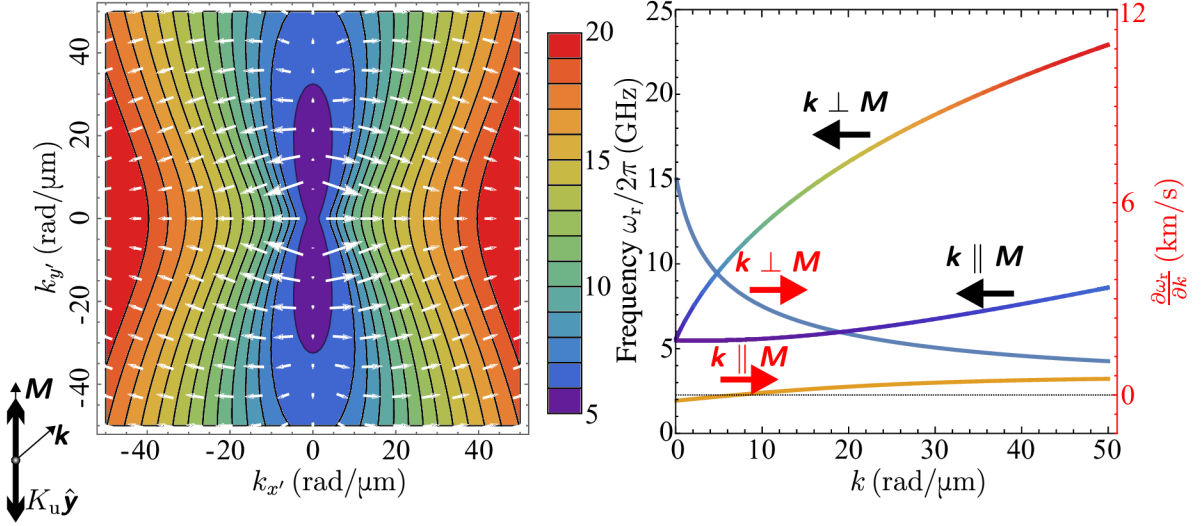 40
20
0
-20
-40
k_y′ (rad/μm)
-40
-20
0
20
40
k_x′ (rad/μm)
20
15
10
5
M
k
K_u ŷ
25
20
15
10
5
0
Frequency ω_r/2π (GHz)
0
10
20
30
40
50
k (rad/μm)
12
6
0
∂ω_r/∂k (km/s)
k ⊥ M
k ⊥ M
k ∥ M
k ∥ M